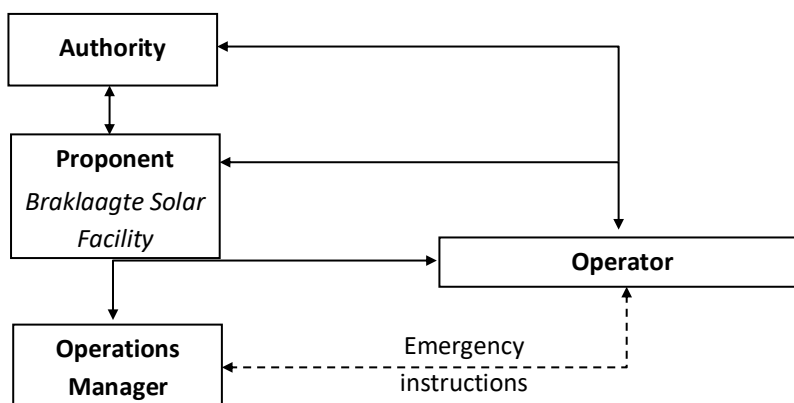 Authority
Proponent
Braklaagte Solar
Facility
Operator
Operations
Manager
Emergency
instructions